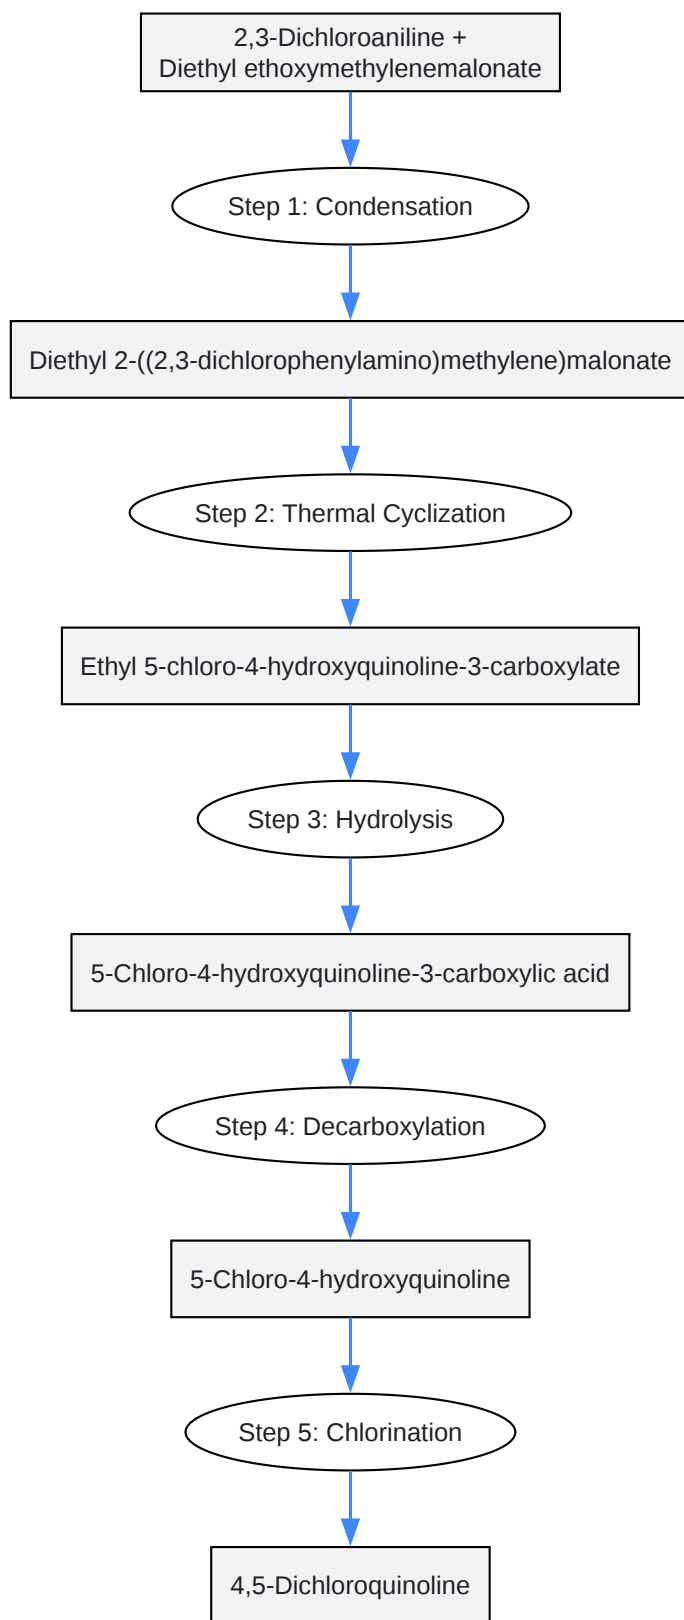 2,3-Dichloroaniline +
Diethyl ethoxymethylenemalonate
Step 1: Condensation
Diethyl 2-((2,3-dichlorophenylamino)methylene)malonate
Step 2: Thermal Cyclization
Ethyl 5-chloro-4-hydroxyquinoline-3-carboxylate
Step 3: Hydrolysis
5-Chloro-4-hydroxyquinoline-3-carboxylic acid
Step 4: Decarboxylation
5-Chloro-4-hydroxyquinoline
Step 5: Chlorination
4,5-Dichloroquinoline